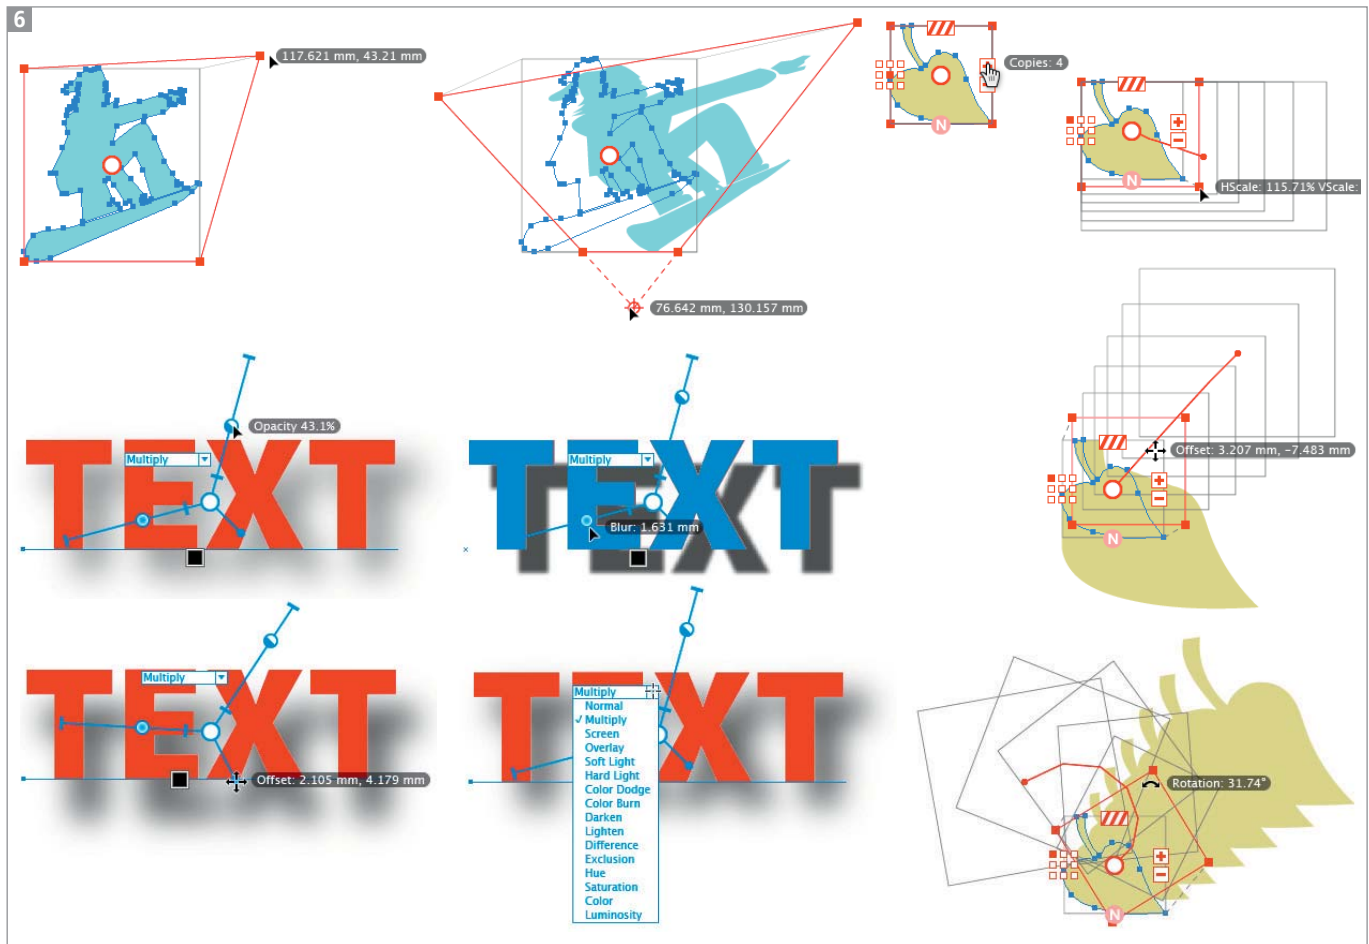 6
117.621 mm, 43.21 mm
76.642 mm, 130.157 mm
Copies: 4
N
HScale: 115.71% VScale:
N
Opacity 43.1%
Multiply
TEXT
Multiply
TEXT
Blur: 1.631 mm
Offset: 3.207 mm, −7.483 mm
N
Multiply
TEXT
Offset: 2.105 mm, 4.179 mm
TEXT
Multiply
Normal
✓ Multiply
Screen
Overlay
Soft Light
Hard Light
Color Dodge
Color Burn
Darken
Lighten
Difference
Exclusion
Hue
Saturation
Color
Luminosity
Rotation: 31.74°
N